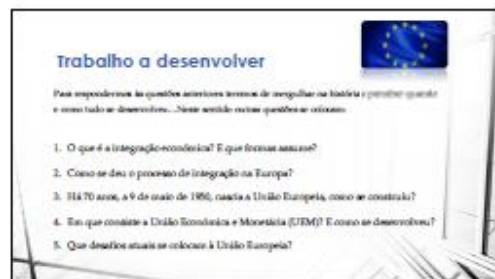 Trabalho a desenvolver
Para respondermos às questões anteriores teremos de mergulhar na história e perceber quando
e como tudo se desenvolveu... Neste sentido outras questões se colocam:
1. O que é a integração económica? E que formas assume?
2. Como se deu o processo de integração na Europa?
3. Há 70 anos, a 9 de maio de 1950, nascia a União Europeia, como se construiu?
4. Em que consiste a União Económica e Monetária (UEM)? E como se desenvolveu?
5. Que desafios atuais se colocam à União Europeia?